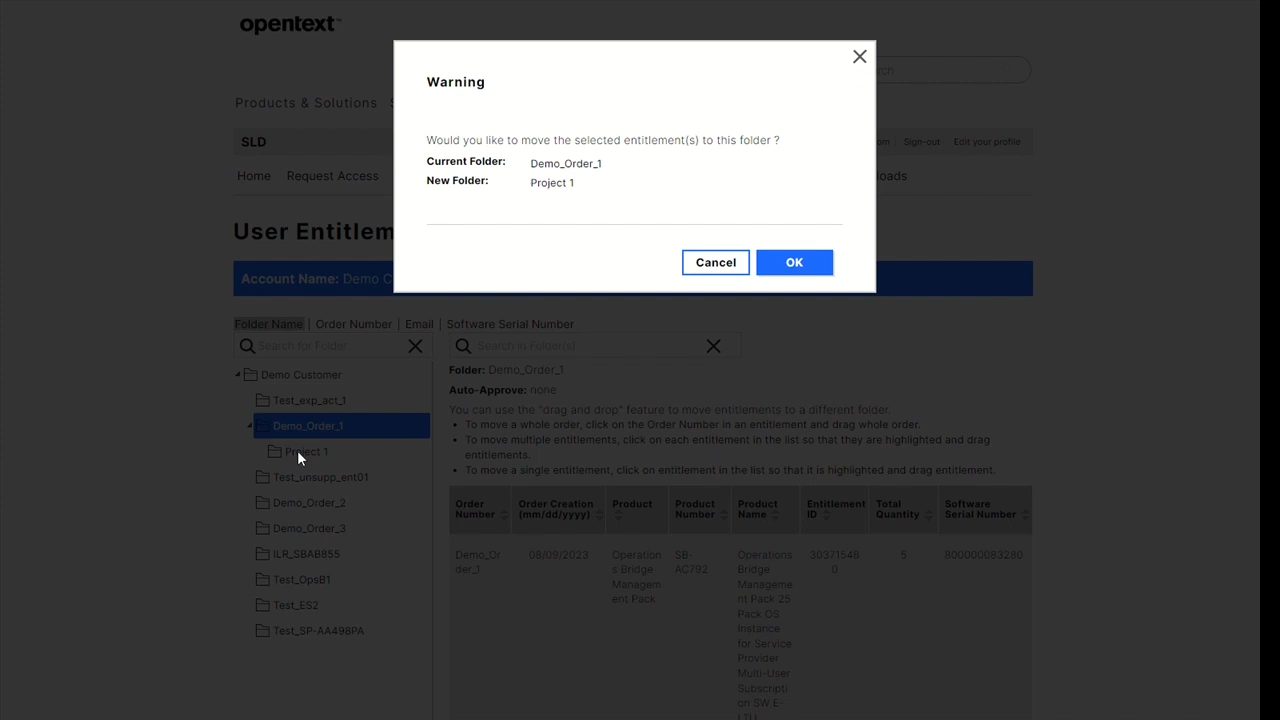 opentext™
Warning
Would you like to move the selected entitlement(s) to this folder ?
Current Folder: Demo_Order_1
New Folder: Project 1
Cancel OK
Products & Solutions
SLD
Sign-out Edit your profile
Home Request Access
User Entitlem
Account Name: Demo C
Folder Name | Order Number | Email | Software Serial Number
Search for Folder
Search in Folder(s)
Demo Customer
Test_exp_act_1
Demo_Order_1
Project 1
Test_unsupp_ent01
Demo_Order_2
Demo_Order_3
ILR_SBAB855
Test_OpsB1
Test_ES2
Test_SP-AA498PA
Folder: Demo_Order_1
Auto-Approve: none
You can use the "drag and drop" feature to move entitlements to a different folder.
• To move a whole order, click on the Order Number in an entitlement and drag whole order.
• To move multiple entitlements, click on each entitlement in the list so that they are highlighted and drag
entitlements.
• To move a single entitlement, click on entitlement in the list so that it is highlighted and drag entitlement.
Order Number
Order Creation (mm/dd/yyyy)
Product
Product Number
Product Name
Entitlement ID
Total Quantity
Software Serial Number
Demo_Or
der_1
08/09/2023
Operation
s Bridge
Managem
ent Pack
SB-
AC792
Operations
Bridge
Manageme
nt Pack 25
Pack OS
Instance
for Service
Provider
Multi-User
Subscripti
on SW E-
LTU
30371548
0
5
B00000083280